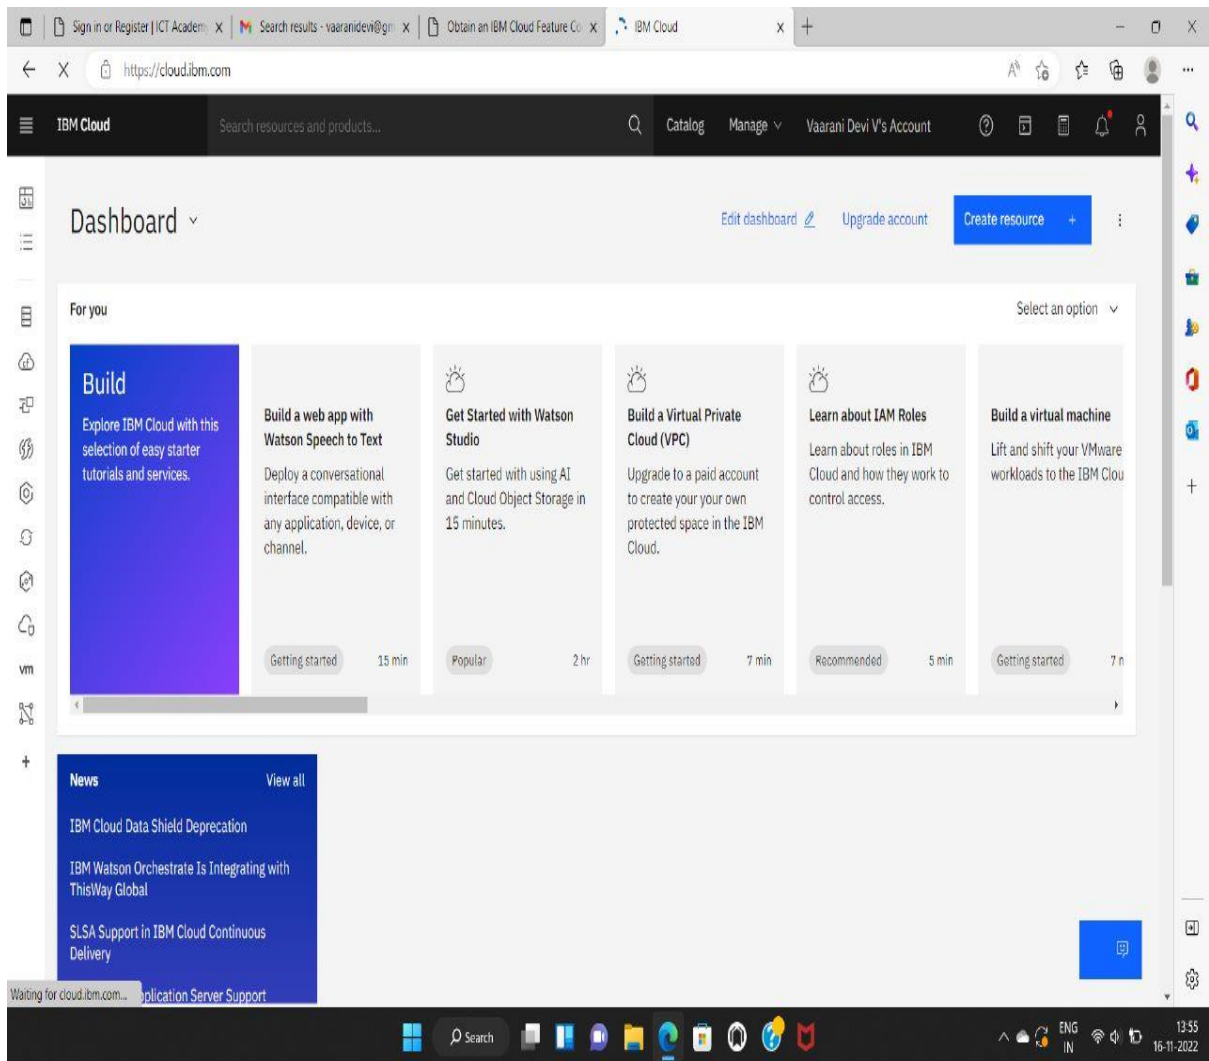 Sign in or Register | ICT Academ
Search results - vaaranidevi@gm
Obtain an IBM Cloud Feature Co
IBM Cloud
https://cloud.ibm.com
IBM Cloud
Search resources and products...
Catalog
Manage
Vaarani Devi V's Account
Dashboard
Edit dashboard
Upgrade account
Create resource +
For you
Select an option
Build
Explore IBM Cloud with this
selection of easy starter
tutorials and services.
Build a web app with
Watson Speech to Text
Deploy a conversational
interface compatible with
any application, device, or
channel.
Getting started
15 min
Get Started with Watson
Studio
Get started with using AI
and Cloud Object Storage in
15 minutes.
Popular
2 hr
Build a Virtual Private
Cloud (VPC)
Upgrade to a paid account
to create your your own
protected space in the IBM
Cloud.
Getting started
7 min
Learn about IAM Roles
Learn about roles in IBM
Cloud and how they work to
control access.
Recommended
5 min
Build a virtual machine
Lift and shift your VMware
workloads to the IBM Clou
Getting started
7 n
vm
News
View all
IBM Cloud Data Shield Deprecation
IBM Watson Orchestrate Is Integrating with
ThisWay Global
SLSA Support in IBM Cloud Continuous
Delivery
plication Server Support
Waiting for cloud.ibm.com...
Search
ENG
IN
13:55
16-11-2022